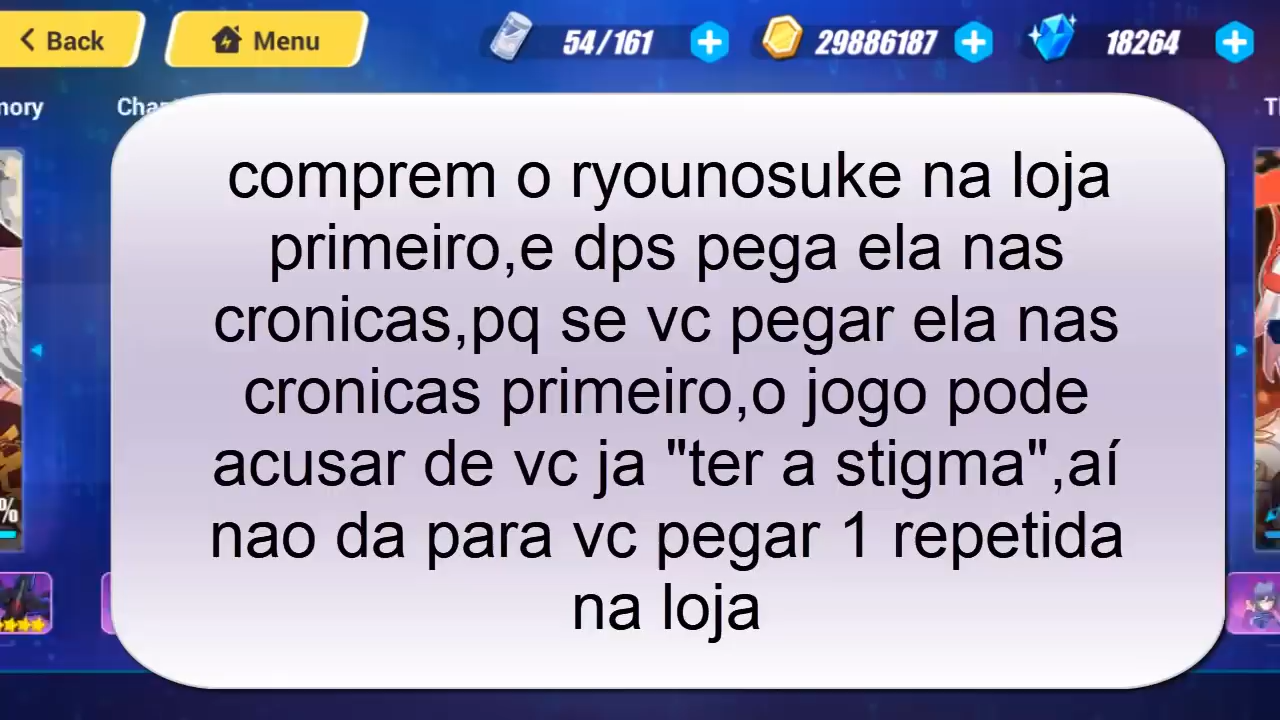 Back
Menu
54/161
29886187
18264
mory
Cha
comprem o ryounosuke na loja
primeiro,e dps pega ela nas
cronicas,pq se vc pegar ela nas
cronicas primeiro,o jogo pode
acusar de vc ja "ter a stigma",aí
nao da para vc pegar 1 repetida
na loja
%